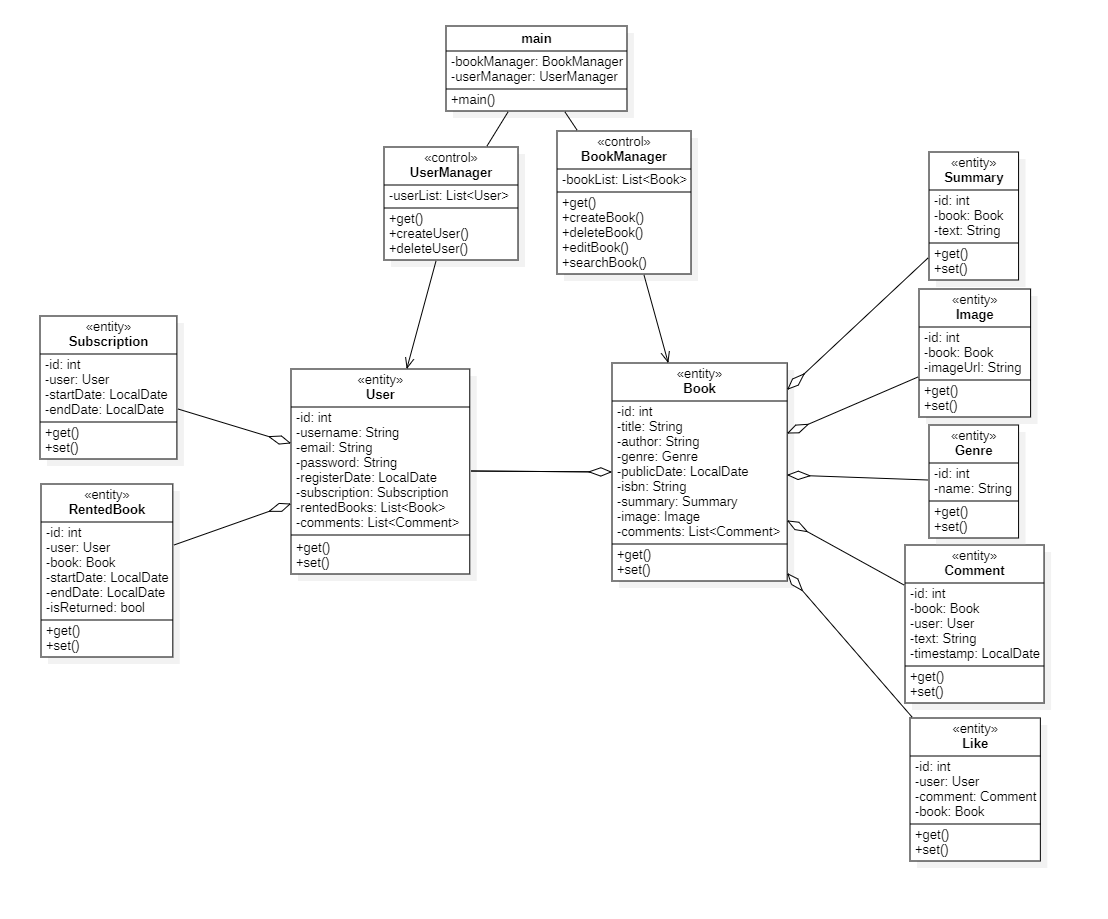 main
-bookManager: BookManager
-userManager: UserManager
+main()
«control»
UserManager
-userList: List<User>
+get()
+createUser()
+deleteUser()
«control»
BookManager
-bookList: List<Book>
+get()
+createBook()
+deleteBook()
+editBook()
+searchBook()
«entity»
Summary
-id: int
-book: Book
-text: String
+get()
+set()
«entity»
Image
-id: int
-book: Book
-imageUrl: String
+get()
+set()
«entity»
Subscription
-id: int
-user: User
-startDate: LocalDate
-endDate: LocalDate
+get()
+set()
«entity»
User
-id: int
-username: String
-email: String
-password: String
-registerDate: LocalDate
-subscription: Subscription
-rentedBooks: List<Book>
-comments: List<Comment>
+get()
+set()
«entity»
Book
-id: int
-title: String
-author: String
-genre: Genre
-publicDate: LocalDate
-isbn: String
-summary: Summary
-image: Image
-comments: List<Comment>
+get()
+set()
«entity»
Genre
-id: int
-name: String
+get()
+set()
«entity»
RentedBook
-id: int
-user: User
-book: Book
-startDate: LocalDate
-endDate: LocalDate
-isReturned: bool
+get()
+set()
«entity»
Comment
-id: int
-book: Book
-user: User
-text: String
-timestamp: LocalDate
+get()
+set()
«entity»
Like
-id: int
-user: User
-comment: Comment
-book: Book
+get()
+set()